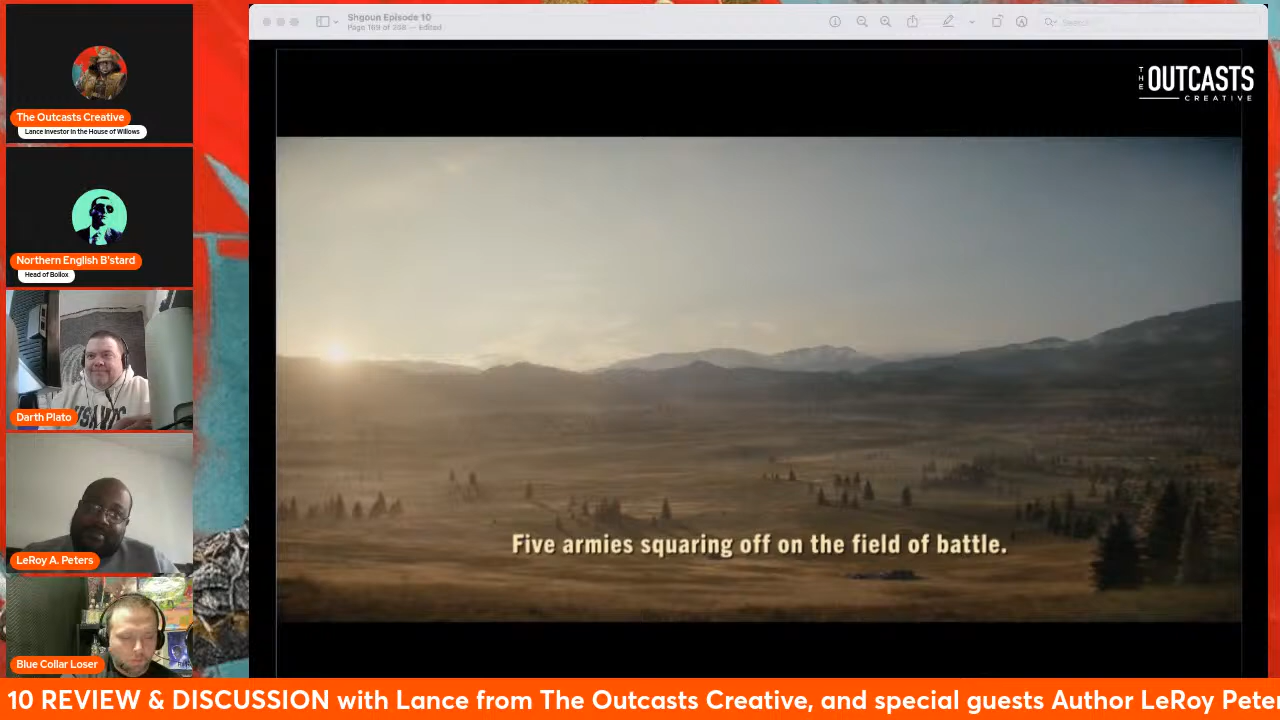 The Outcasts Creative
Lance Investor in the House of Willows
Northern English B'stard
Head of Bollox
Darth Plato
LeRoy A. Peters
Blue Collar Loser
Shgoun Episode 10
Search
THE OUTCASTS
CREATIVE
Five armies squaring off on the field of battle.
10 REVIEW & DISCUSSION with Lance from The Outcasts Creative, and special guests Author LeRoy Peter